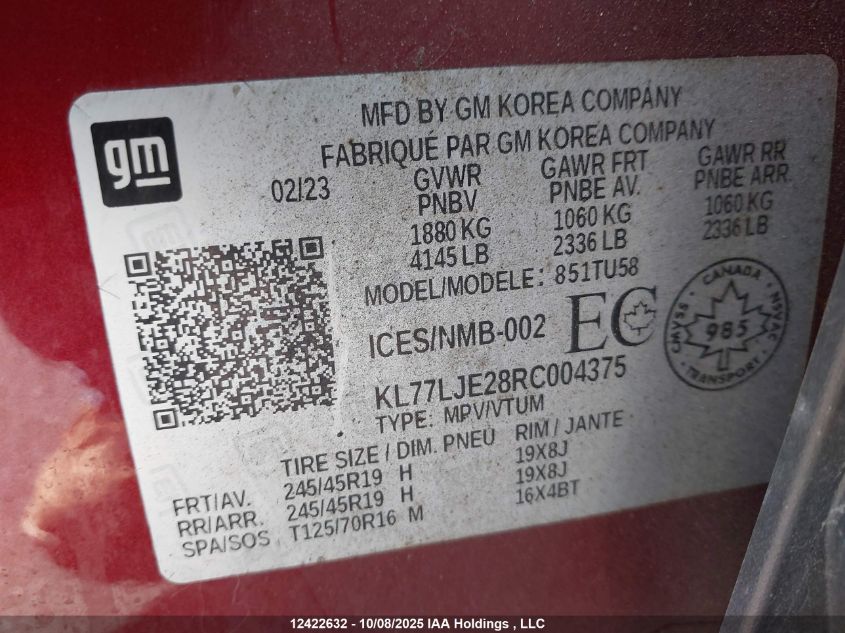 gm
MFD BY GM KOREA COMPANY
FABRIQUÉ PAR GM KOREA COMPANY
02/23
GVWR
PNBV
1880 KG
4145 LB
GAWR FRT
PNBE AV.
1060 KG
2336 LB
GAWR RR
PNBE ARR.
1060 KG
2336 LB
MODEL/MODELE: 851TU58
ICES/NMB-002
EC
CANADA
CMVSS
985
NVAC
TRANSPORT
KL77LJE28RC004375
TYPE: MPV/VTUM
TIRE SIZE / DIM. PNEU RIM / JANTE
FRT/AV. 245/45R19 H 19X8J
RR/ARR. 245/45R19 H 19X8J
SPA/SOS T125/70R16 M 16X4BT
12422632 - 10/08/2025 IAA Holdings , LLC